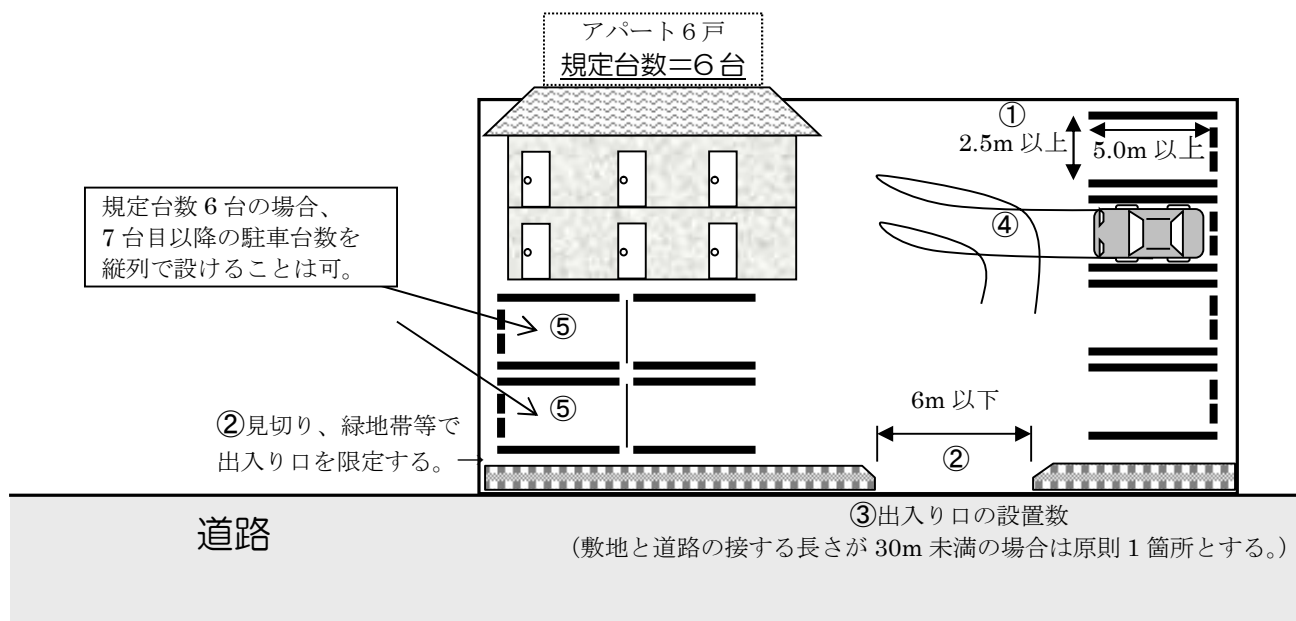 アパート6戸
規定台数=6台
①
2.5m 以上
5.0m 以上
規定台数 6 台の場合、
7 台目以降の駐車台数を
縦列で設けることは可。
④
⑤
⑤
②見切り、緑地帯等で
出入り口を限定する。
6m 以下
②
道路
③出入り口の設置数
(敷地と道路の接する長さが 30m 未満の場合は原則 1 箇所とする。)